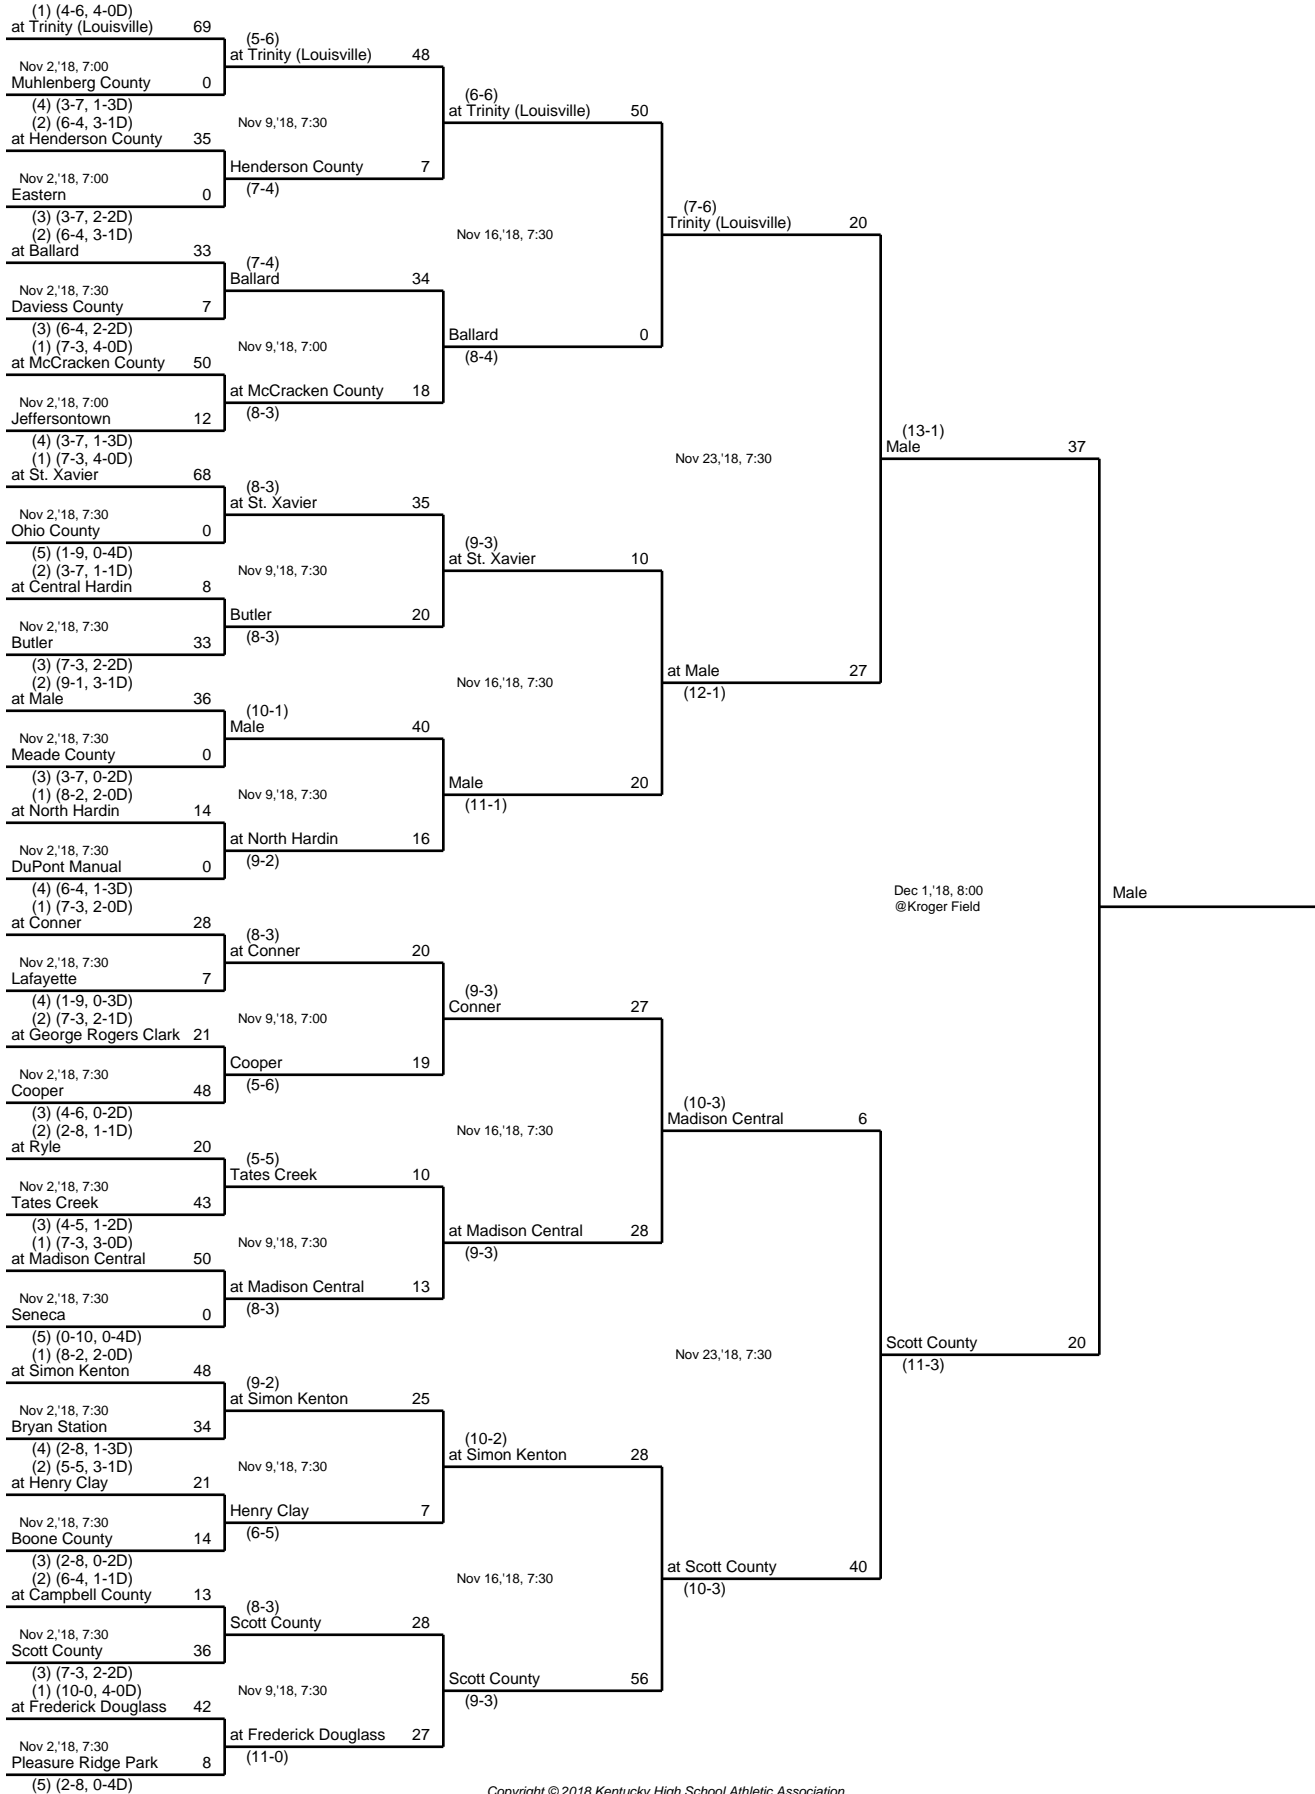 (1) (4-6, 4-0D)
at Trinity (Louisville) 69
Nov 2,'18, 7:00
Muhlenberg County 0
(4) (3-7, 1-3D)
(2) (6-4, 3-1D)
at Henderson County 35
Nov 2,'18, 7:00
Eastern 0
(3) (3-7, 2-2D)
(2) (6-4, 3-1D)
at Ballard 33
Nov 2,'18, 7:30
Daviess County 7
(3) (6-4, 2-2D)
(1) (7-3, 4-0D)
at McCracken County 50
Nov 2,'18, 7:00
Jeffersontown 12
(4) (3-7, 1-3D)
(1) (7-3, 4-0D)
at St. Xavier 68
Nov 2,'18, 7:30
Ohio County 0
(5) (1-9, 0-4D)
(2) (3-7, 1-1D)
at Central Hardin 8
Nov 2,'18, 7:30
Butler 33
(3) (7-3, 2-2D)
(2) (9-1, 3-1D)
at Male 36
Nov 2,'18, 7:30
Meade County 0
(3) (3-7, 0-2D)
(1) (8-2, 2-0D)
at North Hardin 14
Nov 2,'18, 7:30
DuPont Manual 0
(4) (6-4, 1-3D)
(1) (7-3, 2-0D)
at Conner 28
Nov 2,'18, 7:30
Lafayette 7
(4) (1-9, 0-3D)
(2) (7-3, 2-1D)
at George Rogers Clark 21
Nov 2,'18, 7:30
Cooper 48
(3) (4-6, 0-2D)
(2) (2-8, 1-1D)
at Ryle 20
Nov 2,'18, 7:30
Tates Creek 43
(3) (4-5, 1-2D)
(1) (7-3, 3-0D)
at Madison Central 50
Nov 2,'18, 7:30
Seneca 0
(5) (0-10, 0-4D)
(1) (8-2, 2-0D)
at Simon Kenton 48
Nov 2,'18, 7:30
Bryan Station 34
(4) (2-8, 1-3D)
(2) (5-5, 3-1D)
at Henry Clay 21
Nov 2,'18, 7:30
Boone County 14
(3) (2-8, 0-2D)
(2) (6-4, 1-1D)
at Campbell County 13
Nov 2,'18, 7:30
Scott County 36
(3) (7-3, 2-2D)
(1) (10-0, 4-0D)
at Frederick Douglass 42
Nov 2,'18, 7:30
Pleasure Ridge Park 8
(5) (2-8, 0-4D)
(5-6)
at Trinity (Louisville) 48
Nov 9,'18, 7:30
Henderson County 7
(7-4)
(7-4)
Ballard 34
Nov 9,'18, 7:00
at McCracken County 18
(8-3)
(8-3)
at St. Xavier 35
Nov 9,'18, 7:30
Butler 20
(8-3)
(10-1)
Male 40
Nov 9,'18, 7:30
at North Hardin 16
(9-2)
(8-3)
at Conner 20
Nov 9,'18, 7:00
Cooper 19
(5-6)
(5-5)
Tates Creek 10
Nov 9,'18, 7:30
at Madison Central 13
(8-3)
(9-2)
at Simon Kenton 25
Nov 9,'18, 7:30
Henry Clay 7
(6-5)
(8-3)
Scott County 28
Nov 9,'18, 7:30
at Frederick Douglass 27
(11-0)
(6-6)
at Trinity (Louisville) 50
Nov 16,'18, 7:30
Ballard 0
(8-4)
(9-3)
at St. Xavier 10
Nov 16,'18, 7:30
Male 20
(11-1)
(9-3)
Conner 27
Nov 16,'18, 7:30
at Madison Central 28
(9-3)
(10-2)
at Simon Kenton 28
Nov 16,'18, 7:30
Scott County 56
(9-3)
(7-6)
Trinity (Louisville) 20
Nov 23,'18, 7:30
at Male 27
(12-1)
(10-3)
Madison Central 6
Nov 23,'18, 7:30
at Scott County 40
(10-3)
(13-1)
Male 37
Dec 1,'18, 8:00
@Kroger Field
Scott County 20
(11-3)
Male
Copyright © 2018 Kentucky High School Athletic Association